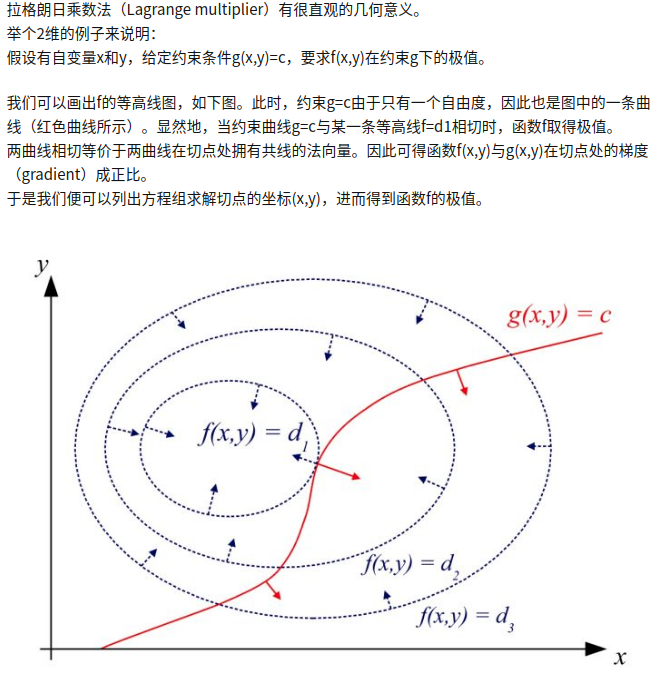 拉格朗日乘数法（Lagrange multiplier）有很直观的几何意义。
举个2维的例子来说明：
假设有自变量x和y，给定约束条件g(x,y)=c，要求f(x,y)在约束g下的极值。
我们可以画出f的等高线图，如下图。此时，约束g=c由于只有一个自由度，因此也是图中的一条曲
线（红色曲线所示）。显然地，当约束曲线g=c与某一条等高线f=d1相切时，函数f取得极值。
两曲线相切等价于两曲线在切点处拥有共线的法向量。因此可得函数f(x,y)与g(x,y)在切点处的梯度
（gradient）成正比。
于是我们便可以列出方程组求解切点的坐标(x,y)，进而得到函数f的极值。
y
g(x,y) = c
f(x,y) = d₁
f(x,y) = d₂
f(x,y) = d₃
x